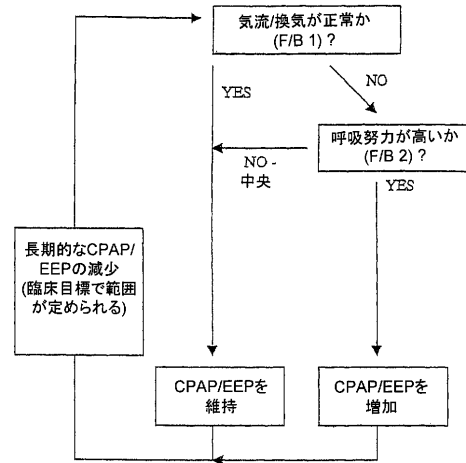 気流/換気が正常か
(F/B 1) ?
YES
NO
呼吸努力が高いか
(F/B 2) ?
NO -
中央
YES
長期的なCPAP/
EEPの減少
(臨床目標で範囲
が定められる)
CPAP/EEPを
維持
CPAP/EEPを
増加